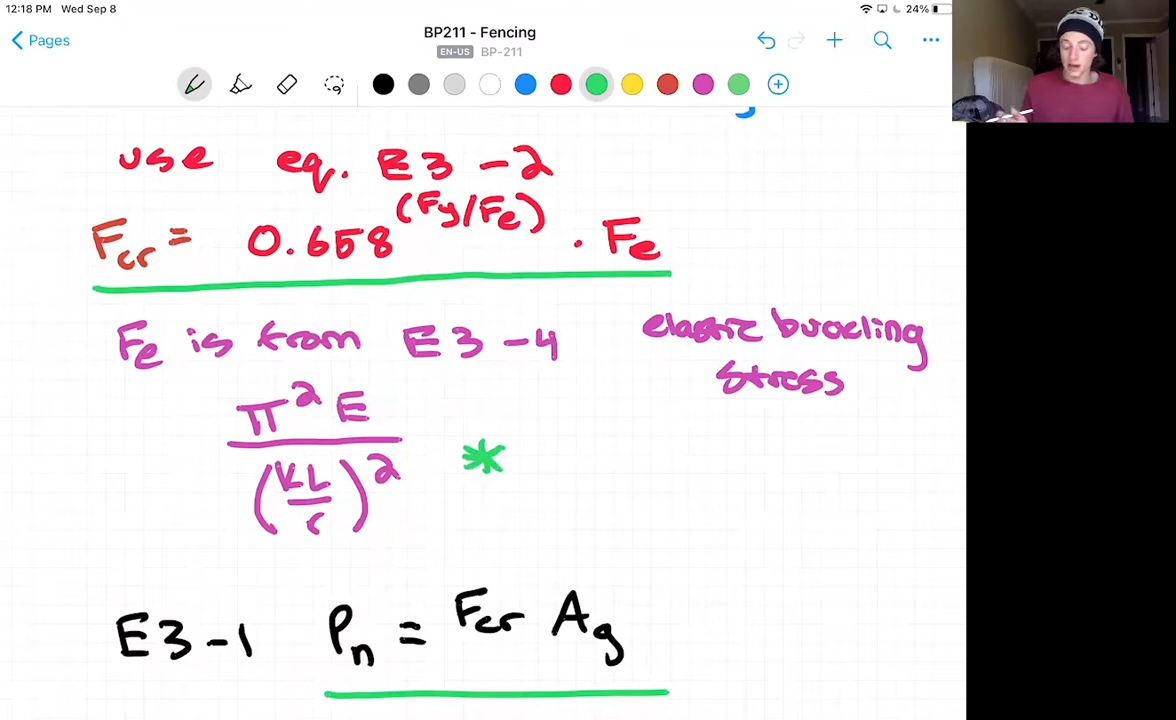 12:18 PM Wed Sep 8
24%
Pages
BP211 - Fencing
EN-US BP-211
use eq. E3-2
Fcr = 0.658^(Fy/Fe) . Fe
Fe is from E3-4
elastic buckling
stress
π² E
(KL/r)²
*
E3-1 Pn = Fcr Ag